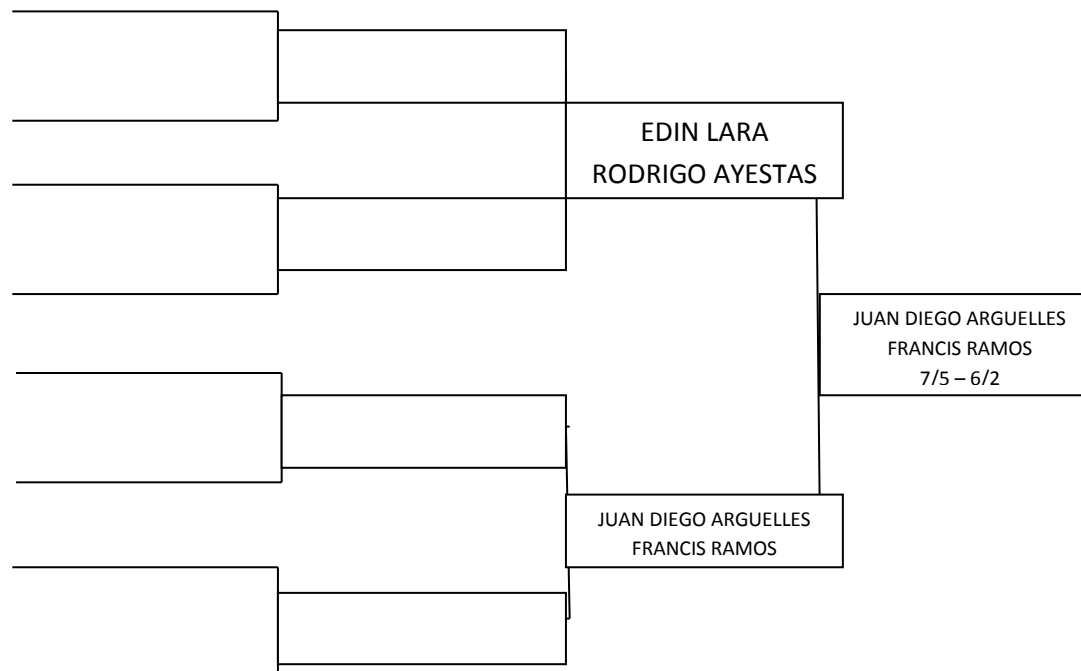 EDIN LARA
RODRIGO AYESTAS
JUAN DIEGO ARGUELLES
FRANCIS RAMOS
7/5 – 6/2
JUAN DIEGO ARGUELLES
FRANCIS RAMOS